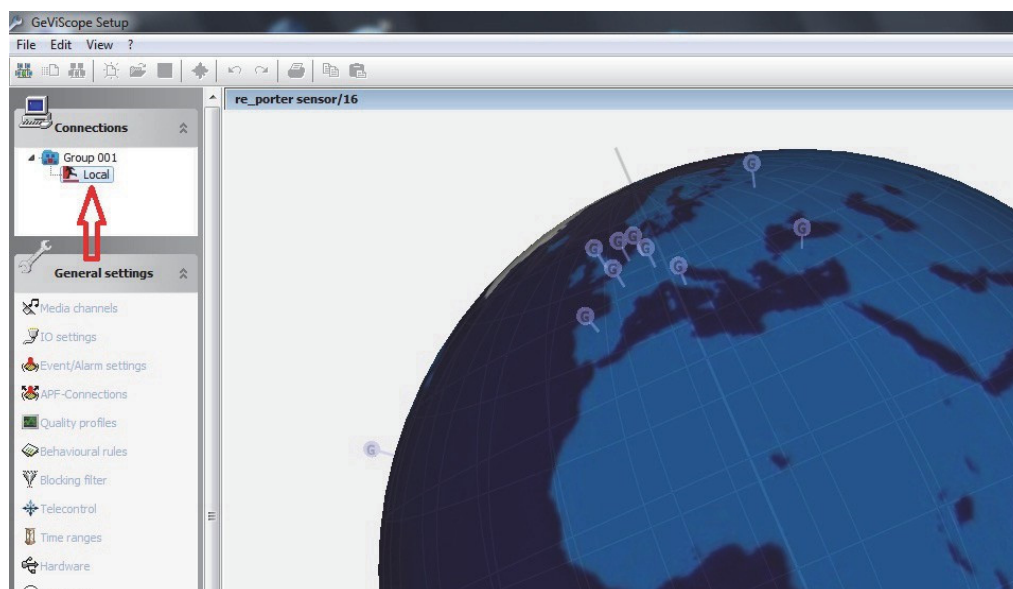 GeViScope Setup
File Edit View ?
re_porter sensor/16
Connections
Group 001
Local
General settings
Media channels
IO settings
Event/Alarm settings
APF-Connections
Quality profiles
Behavioural rules
Blocking filter
Telecontrol
Time ranges
Hardware
G
G
G
G
G
G
G
G
G
G